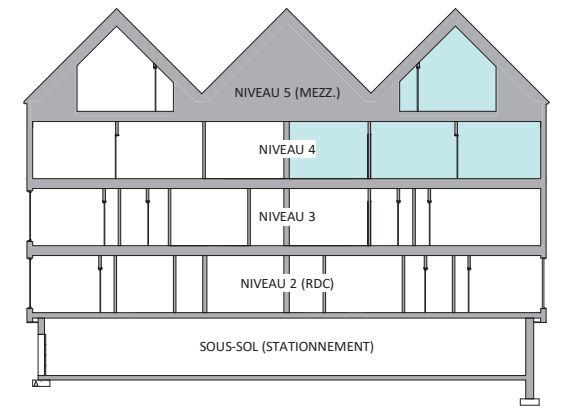 NIVEAU 5 (MEZZ.)
NIVEAU 4
NIVEAU 3
NIVEAU 2 (RDC)
SOUS-SOL (STATIONNEMENT)